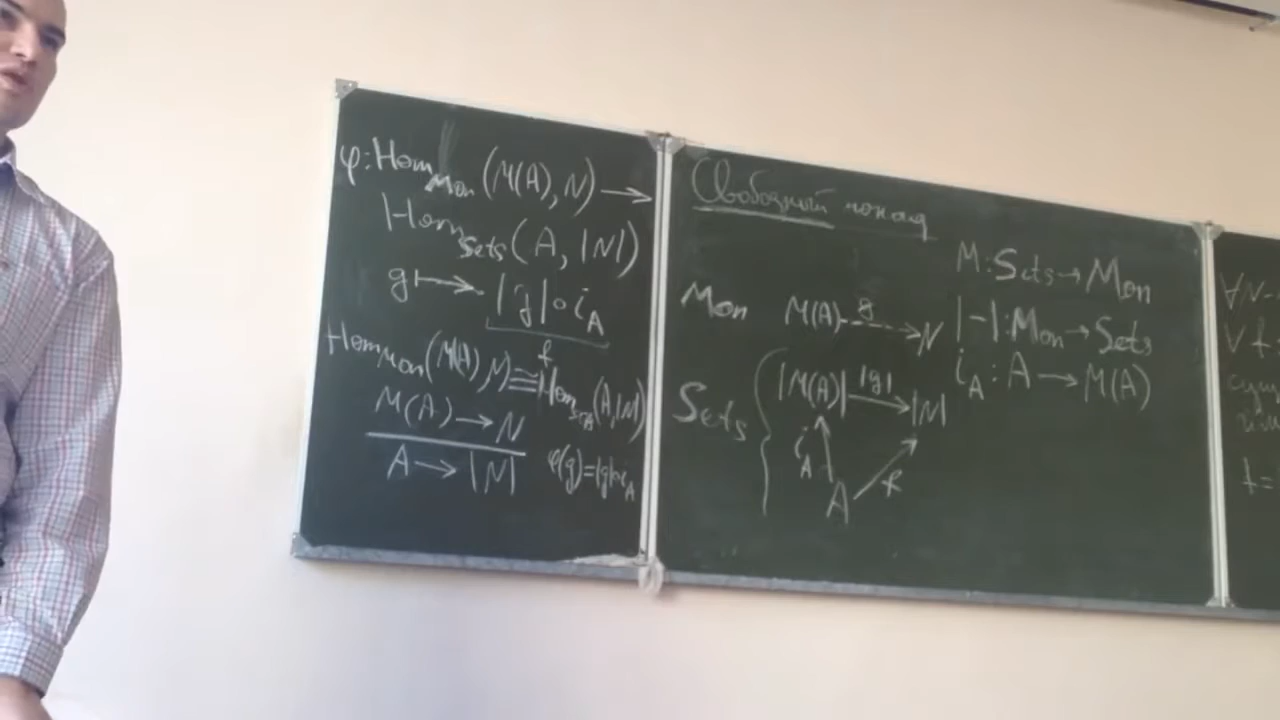 φ: Hom_Mon (M(A), N) →
Hom_Sets (A, |N|)
g ↦ |g| ∘ i_A
f
Hom_Mon (M(A), N) ≅ Hom_Sets (A, |N|)
M(A) → N
A → |N|
φ(g) = |g| ∘ i_A
Свободный моноид
M: Sets → Mon
|-|: Mon → Sets
i_A: A → M(A)
Mon M(A) g N
Sets |M(A)| |g| |N|
i_A
A f
∀N
∀f:
f=